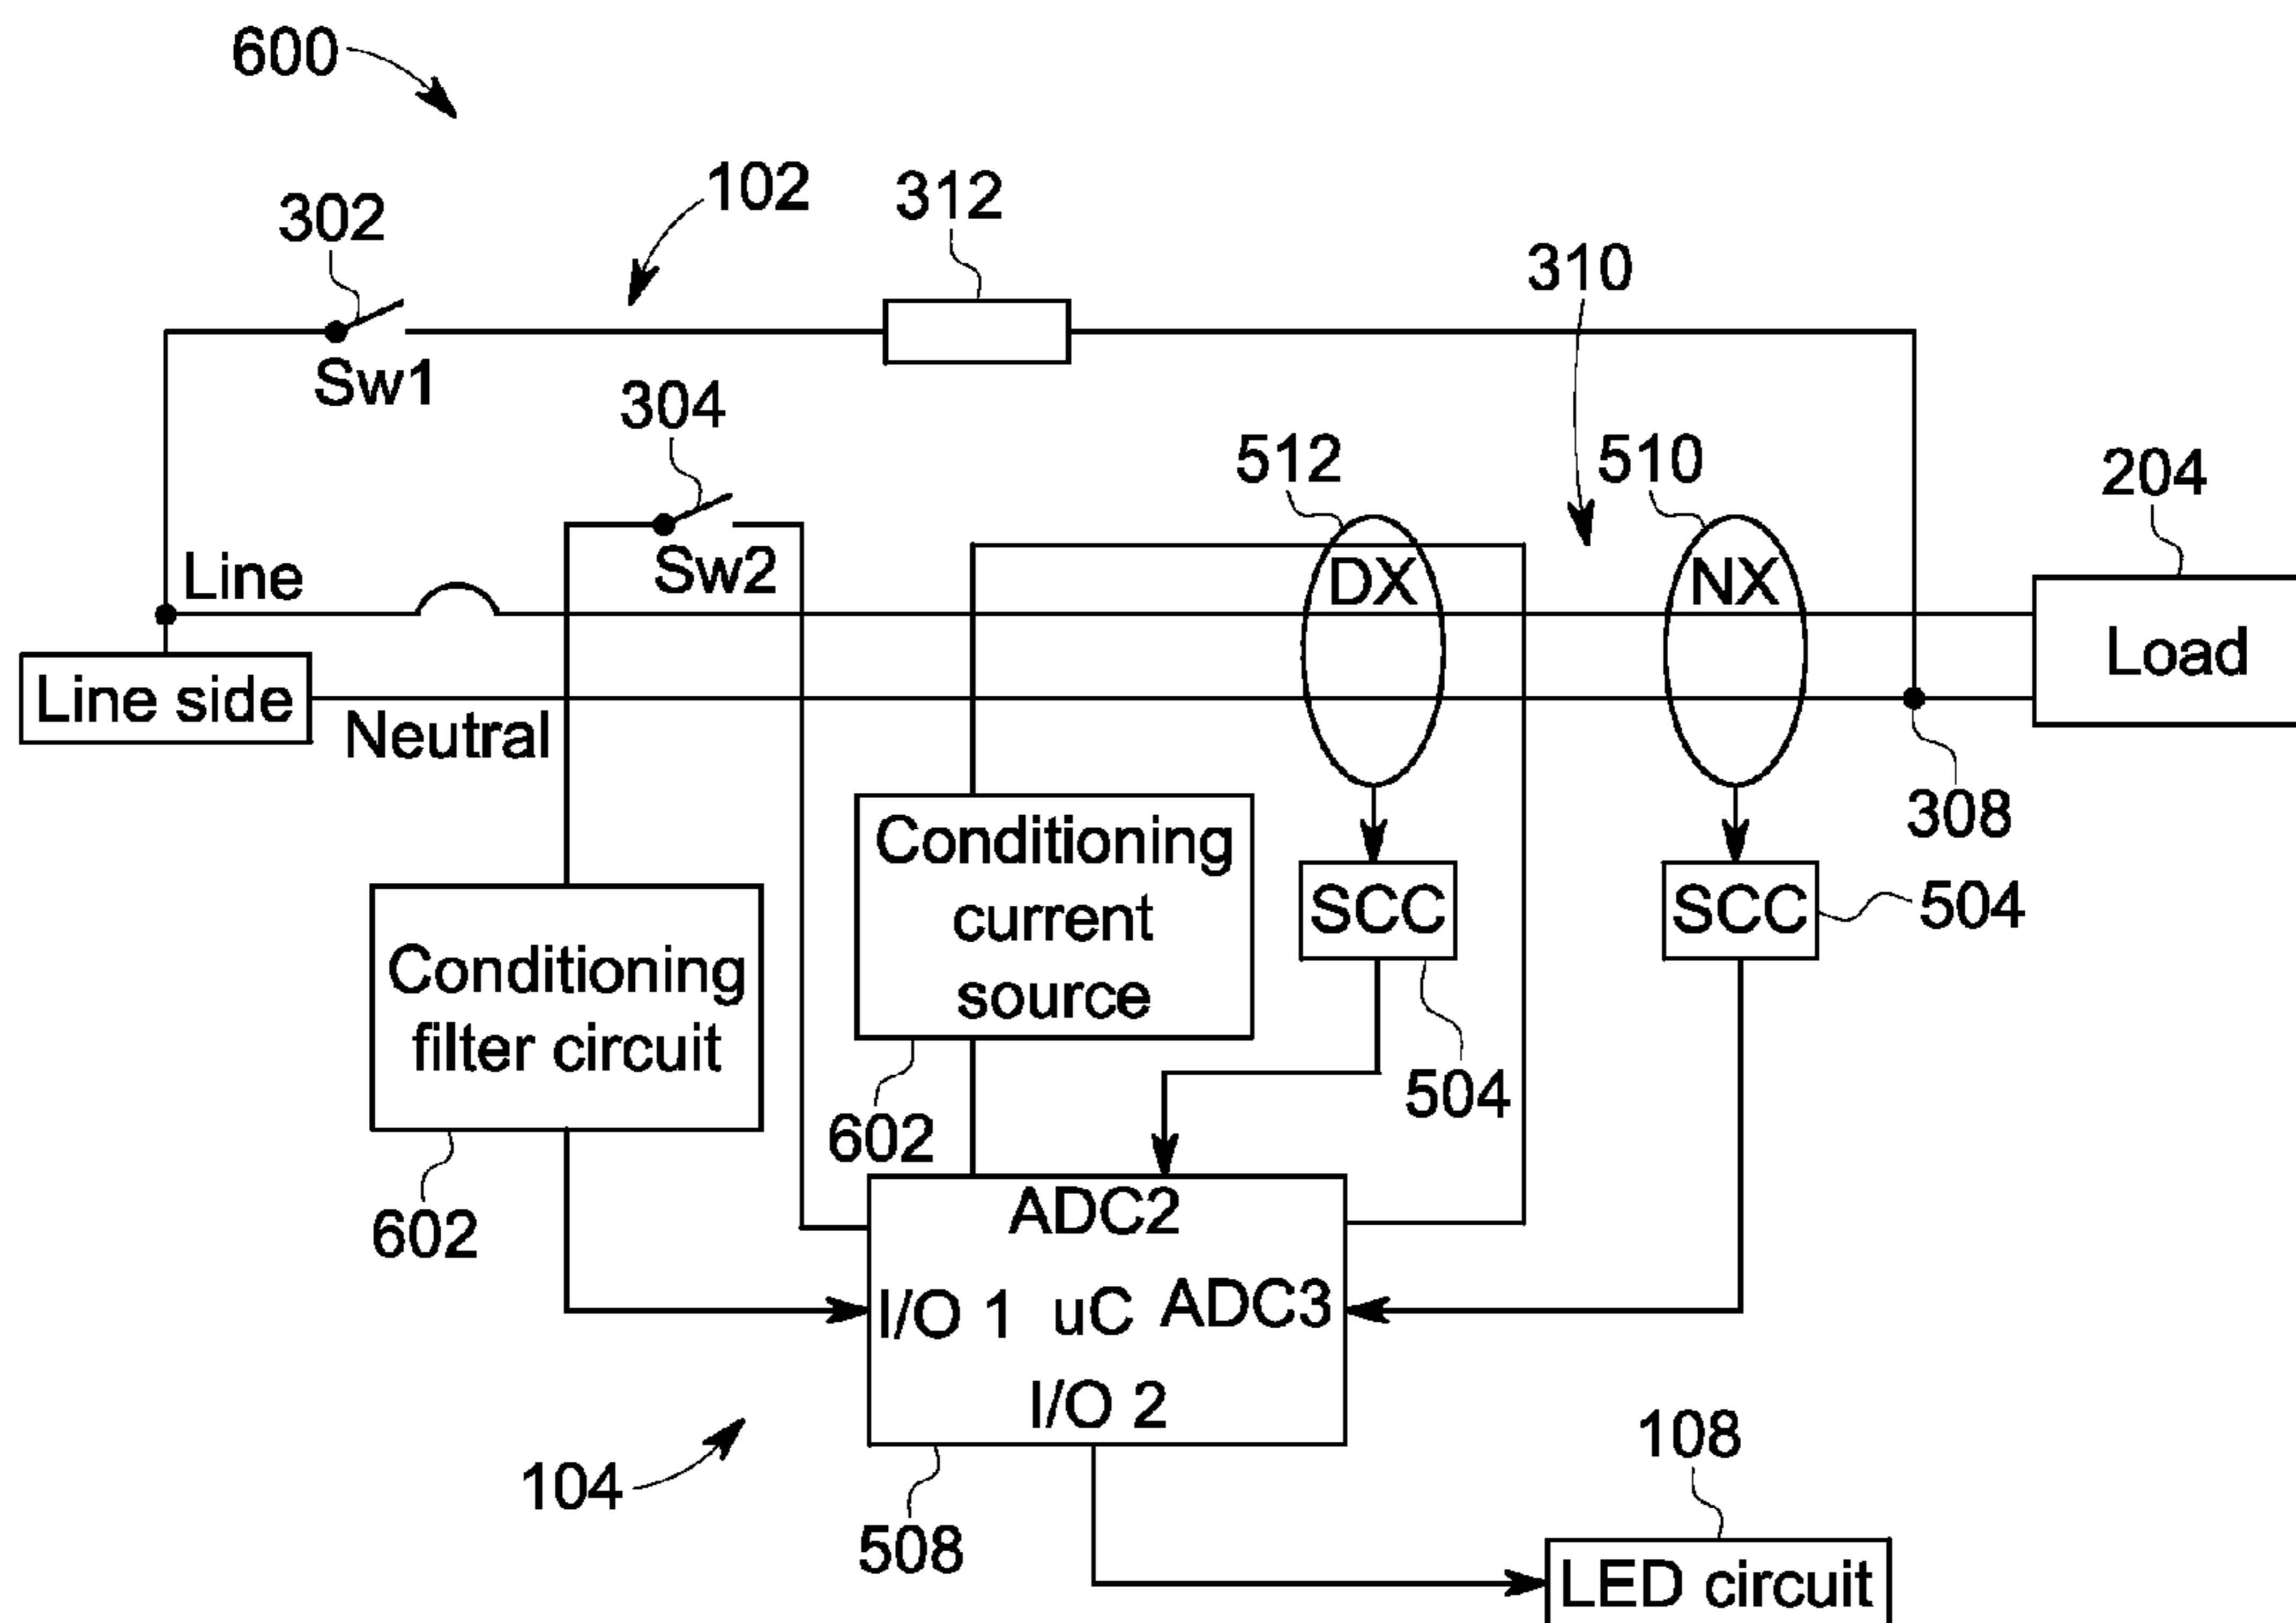 600
102
312
302
310
Sw1
304
512
510
204
Line
Sw2
DX
NX
Load
Line side
Neutral
308
Conditioning
current
source
SCC
SCC
504
Conditioning
filter circuit
504
602
602
ADC2
I/O 1
uC
ADC3
I/O 2
104
508
108
LED circuit